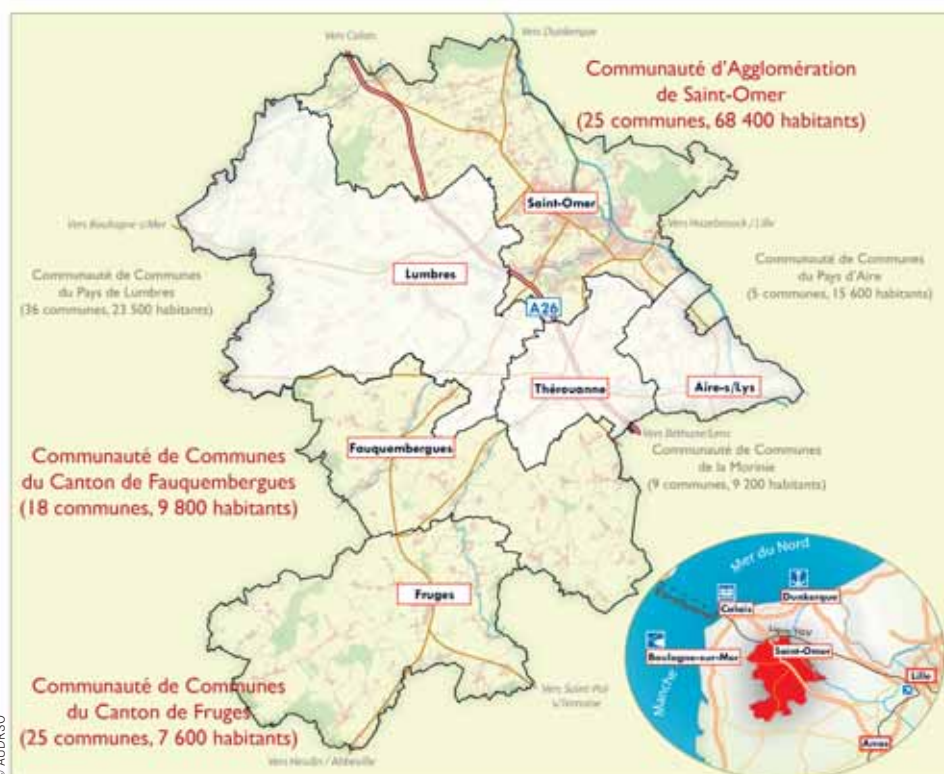 Vers Calais
Vers Dunkerque
Communauté d'Agglomération
de Saint-Omer
(25 communes, 68 400 habitants)
Saint-Omer
Vers Boulogne s/Mer
Vers Hazebrouck / Lille
Communauté de Communes
du Pays de Lumbres
(36 communes, 23 500 habitants)
Lumbres
Communauté de Communes
du Pays d'Aire
(5 communes, 15 600 habitants)
A26
Thérouanne
Aire-s/Lys
Vers Béthune/Lens
Communauté de Communes
de la Morinie
(9 communes, 9 200 habitants)
Fauquembergues
Communauté de Communes
du Canton de Fauquembergues
(18 communes, 9 800 habitants)
Fruges
Communauté de Communes
du Canton de Fruges
(25 communes, 7 600 habitants)
Vers Saint-Pol
s/Ternoise
Vers Hesdin / Abbeville
Mer du Nord
Dunkerque
Calais
Boulogne-sur-Mer
Saint-Omer
Lille
Manche
Arras
© AUDRSO